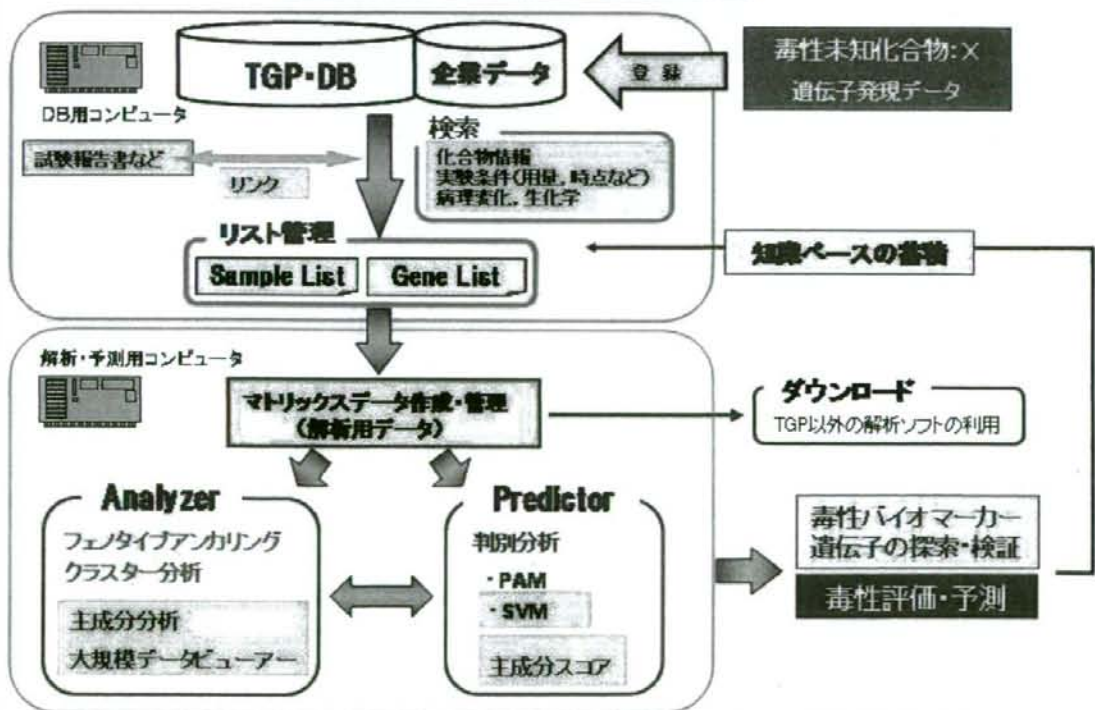 TGP・DB
企業データ
登録
毒性未知化合物:×
遺伝子発現データ
DB用コンピュータ
試験報告書など
リンク
検索
化合物情報
実験条件(用量,時点など)
病理変化,生化学
リスト管理
Sample List
Gene List
知識ベースの蓄積
解析・予測用コンピュータ
マトリックスデータ作成・管理
(解析用データ)
ダウンロード
TGP以外の解析ソフトの利用
Analyzer
フェノタイプアンカリング
クラスター分析
主成分分析
大規模データビューアー
Predictor
判別分析
・PAM
・SVM
主成分スコア
毒性バイオマーカー
遺伝子の探索・検証
毒性評価・予測